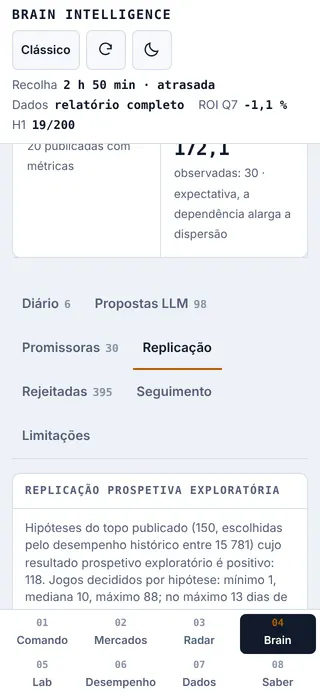 BRAIN INTELLIGENCE
Clássico
Recolha 2 h 50 min · atrasada
Dados relatório completo ROI Q7 -1,1 %
H1 19/200
20 publicadas com
métricas
172,1
observadas: 30 ·
expectativa, a
dependência alarga a
dispersão
Diário 6 Propostas LLM 98
Promissoras 30 Replicação
Rejeitadas 395 Seguimento
Limitações
REPLICAÇÃO PROSPETIVA EXPLORATÓRIA
Hipóteses do topo publicado (150, escolhidas
pelo desempenho histórico entre 15 781) cujo
resultado prospetivo exploratório é positivo:
118. Jogos decididos por hipótese: mínimo 1,
mediana 10, máximo 88; no máximo 13 dias de
01 02 03 04
Comando Mercados Radar Brain
05 06 07 08
Lab Desempenho Dados Saber